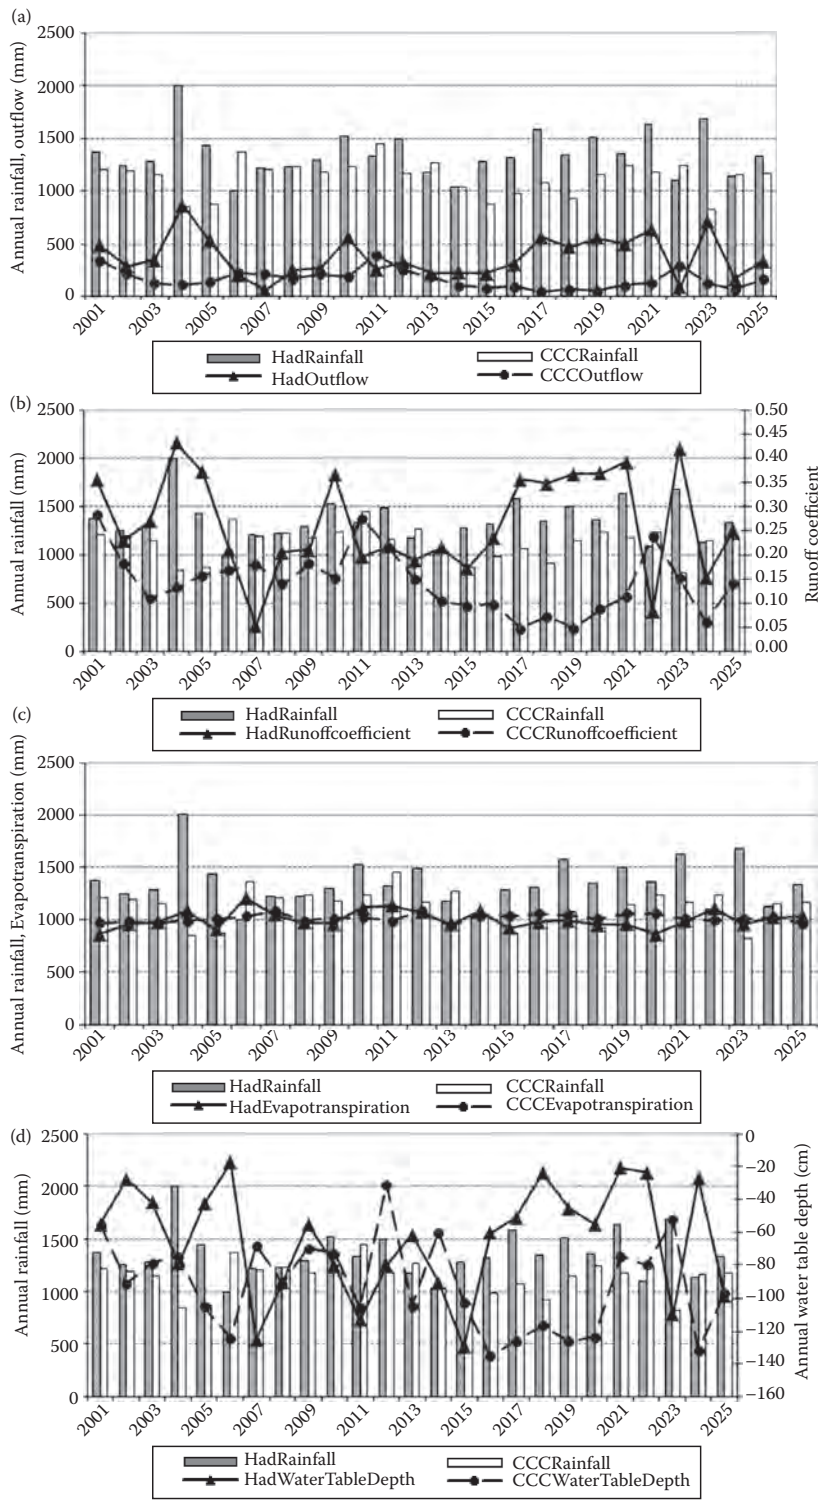 (a)
2500
2000
1500
1000
500
0
Annual rainfall, outflow (mm)
2001 2003 2005 2007 2009 2011 2013 2015 2016 2017 2019 2021 2023 2025
HadRainfall CCCRainfall
HadOutflow CCCOutflow
(b)
2500
2000
1500
1000
500
0
Annual rainfall (mm)
0.50
0.45
0.40
0.35
0.30
0.25
0.20
0.15
0.10
0.05
0.00
Runoff coefficient
2001 2003 2005 2007 2009 2011 2013 2015 2017 2019 2021 2023 2025
HadRainfall CCCRainfall
HadRunoffcoefficient CCCRunoffcoefficient
(c)
2500
2000
1500
1000
500
0
Annual rainfall, Evapotranspiration (mm)
2001 2003 2005 2007 2009 2011 2013 2015 2017 2019 2021 2023 2025
HadRainfall CCCRainfall
HadEvapotranspiration CCCEvapotranspiration
(d)
2500
2000
1500
1000
500
0
Annual rainfall (mm)
0
−20
−40
−60
−80
−100
−120
−140
−160
Annual water table depth (cm)
2001 2003 2005 2007 2009 2011 2013 2015 2017 2019 2021 2023 2025
HadRainfall CCCRainfall
HadWaterTableDepth CCCWaterTableDepth